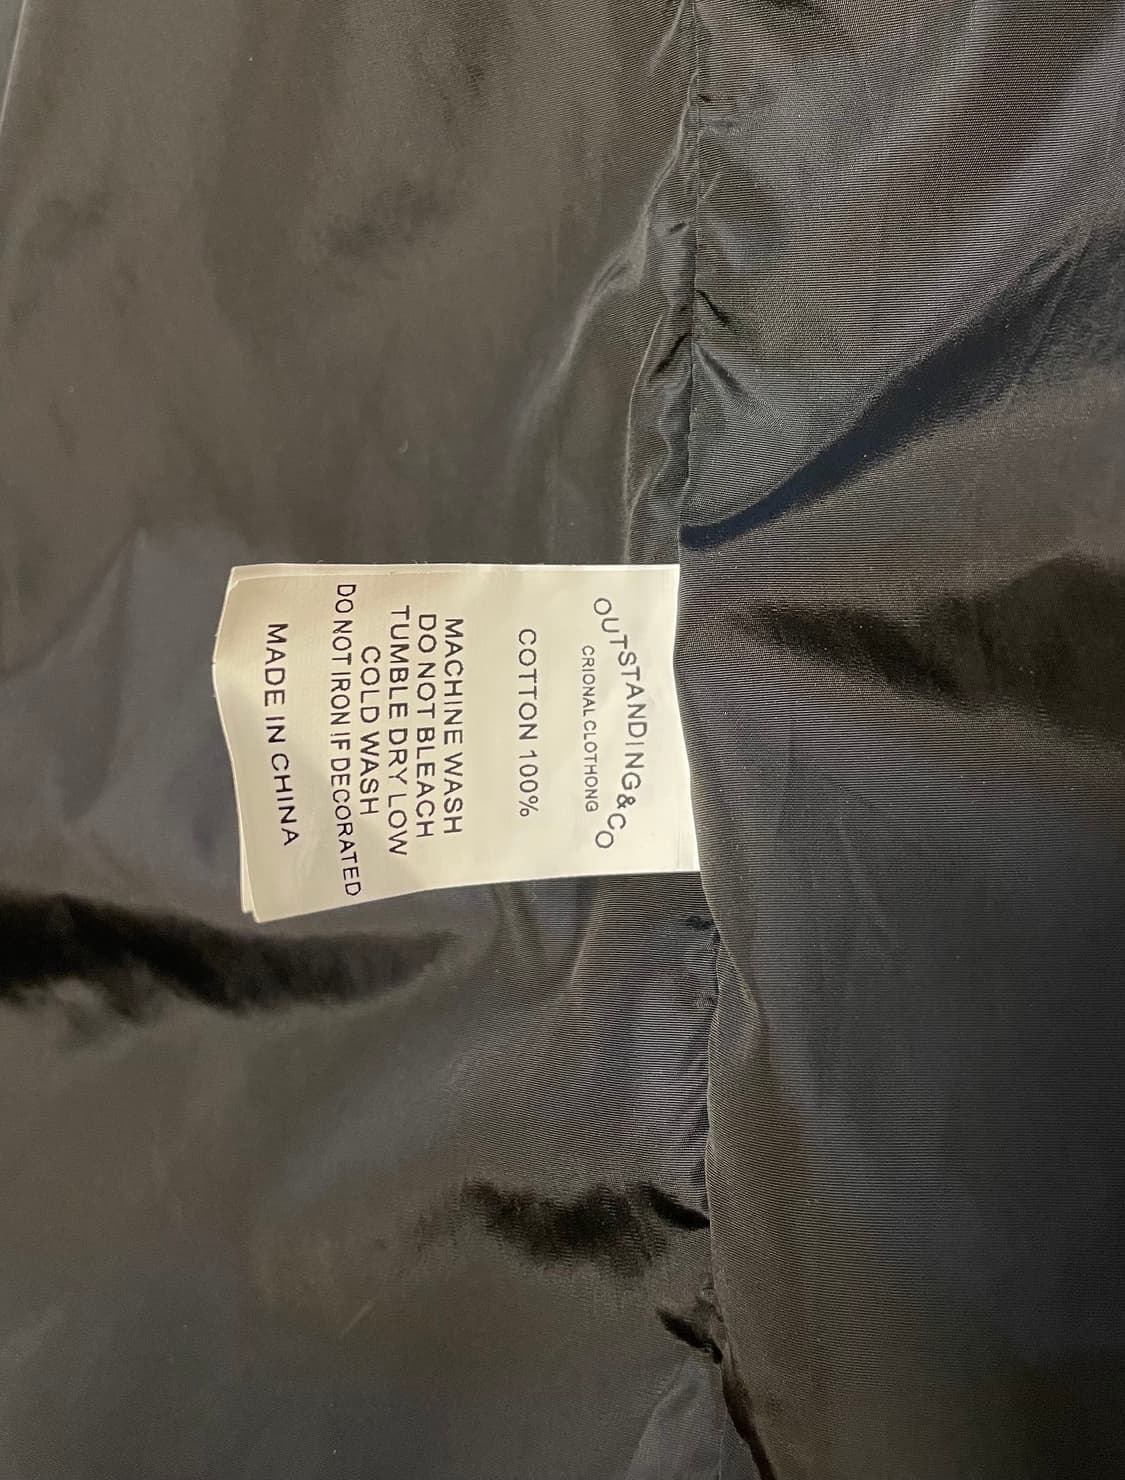 OUTSTANDING&CO
CRIONAL CLOTHONG
COTTON 100%
MACHINE WASH
DO NOT BLEACH
TUMBLE DRY LOW
COLD WASH
DO NOT IRON IF DECORATED
MADE IN CHINA